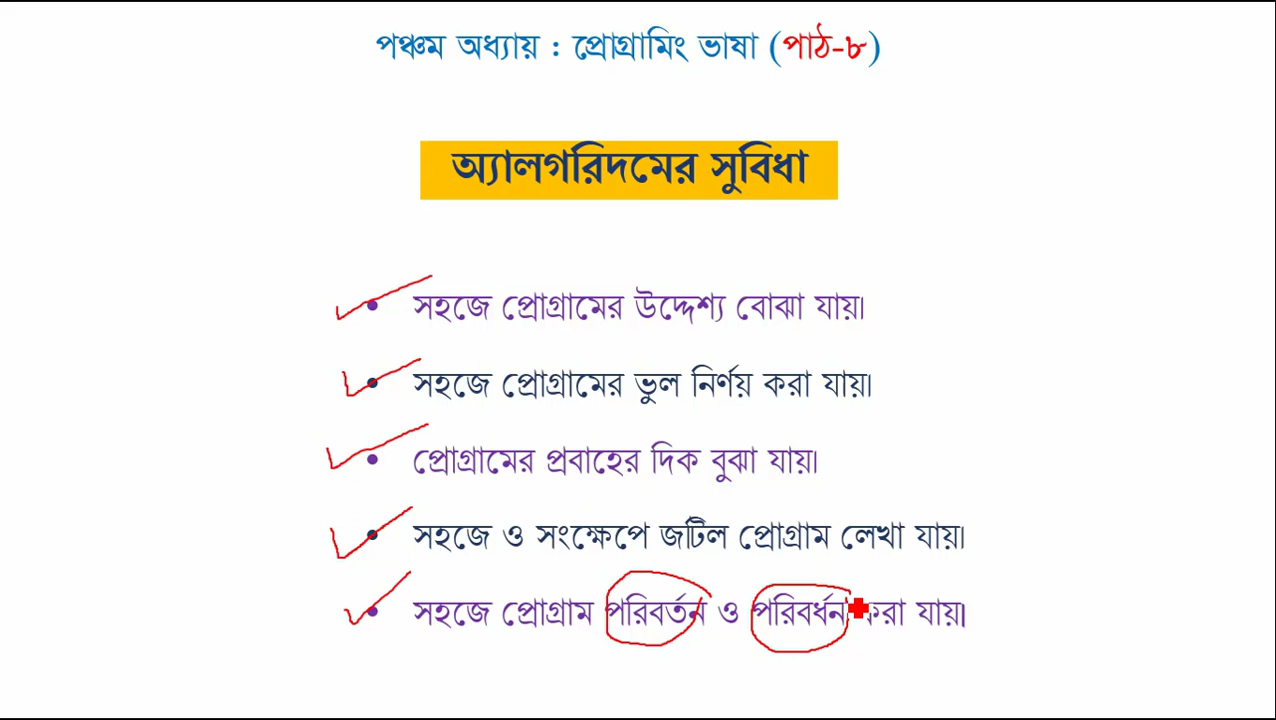 পঞ্চম অধ্যায় : প্রোগ্রামিং ভাষা (পাঠ-৮)
অ্যালগরিদমের সুবিধা
• সহজে প্রোগ্রামের উদ্দেশ্য বোঝা যায়।
• সহজে প্রোগ্রামের ভুল নির্ণয় করা যায়।
• প্রোগ্রামের প্রবাহের দিক বুঝা যায়।
• সহজে ও সংক্ষেপে জটিল প্রোগ্রাম লেখা যায়।
• সহজে প্রোগ্রাম পরিবর্তন ও পরিবর্ধন করা যায়।